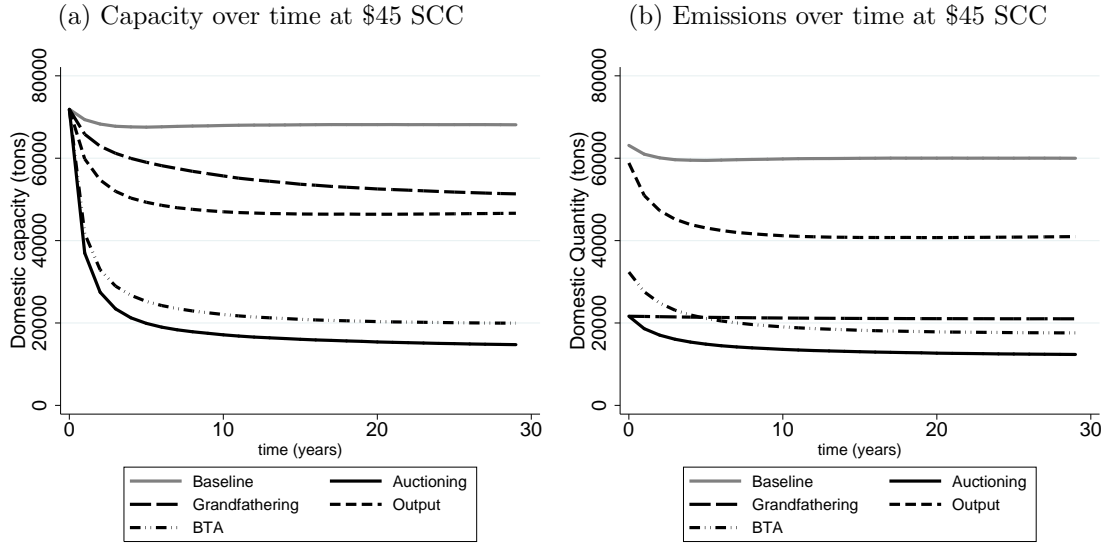 (a) Capacity over time at $45 SCC
Domestic capacity (tons)
80000
60000
40000
20000
0
0 10 20 30
time (years)
Baseline Auctioning
Grandfathering Output
BTA
(b) Emissions over time at $45 SCC
Domestic Quantity (tons)
80000
60000
40000
20000
0
0 10 20 30
time (years)
Baseline Auctioning
Grandfathering Output
BTA